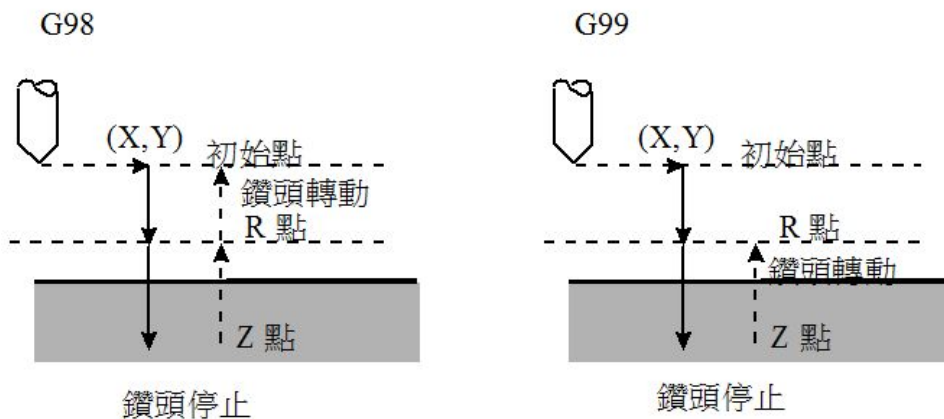 G98
(X,Y)
初始點
鑽頭轉動
R 點
Z 點
鑽頭停止
G99
(X,Y)
初始點
R 點
鑽頭轉動
Z 點
鑽頭停止